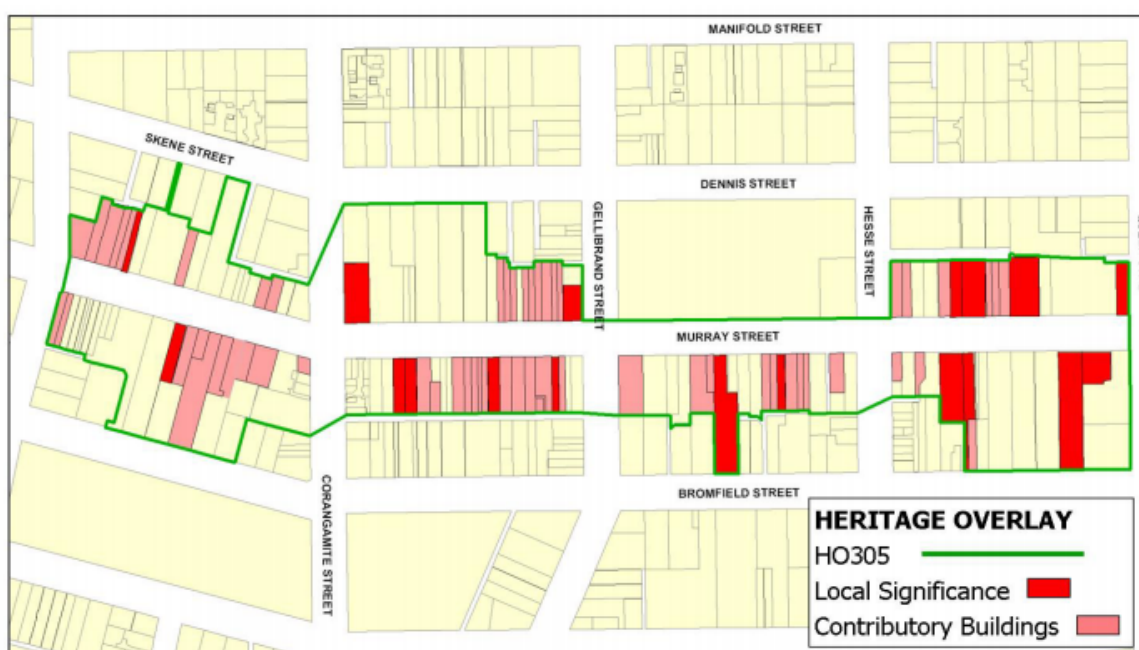 MANIFOLD STREET
SKENE STREET
DENNIS STREET
GELLIBRAND STREET
HESSE STREET
MURRAY STREET
CORANGAMITE STREET
BROMFIELD STREET
HERITAGE OVERLAY
HO305
Local Significance
Contributory Buildings